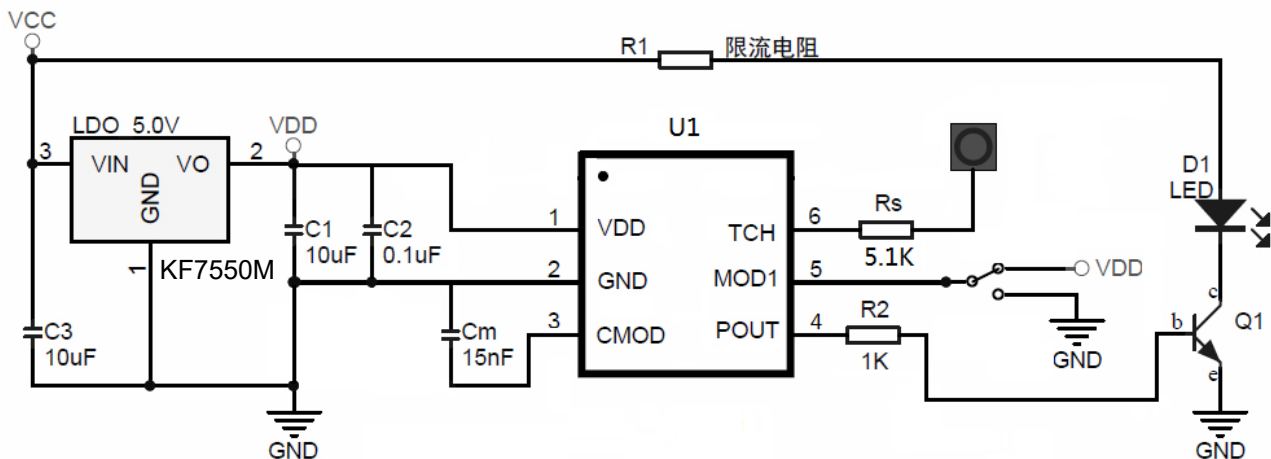 VCC
R1
限流电阻
LDO 5.0V
VDD
U1
3
VIN
VO
2
GND
1
KF7550M
C1
10uF
C2
0.1uF
C3
10uF
Cm
15nF
GND
1
VDD
2
GND
3
CMOD
TCH
6
MOD1
5
POUT
4
Rs
5.1K
R2
1K
VDD
GND
D1
LED
c
b
Q1
e
GND